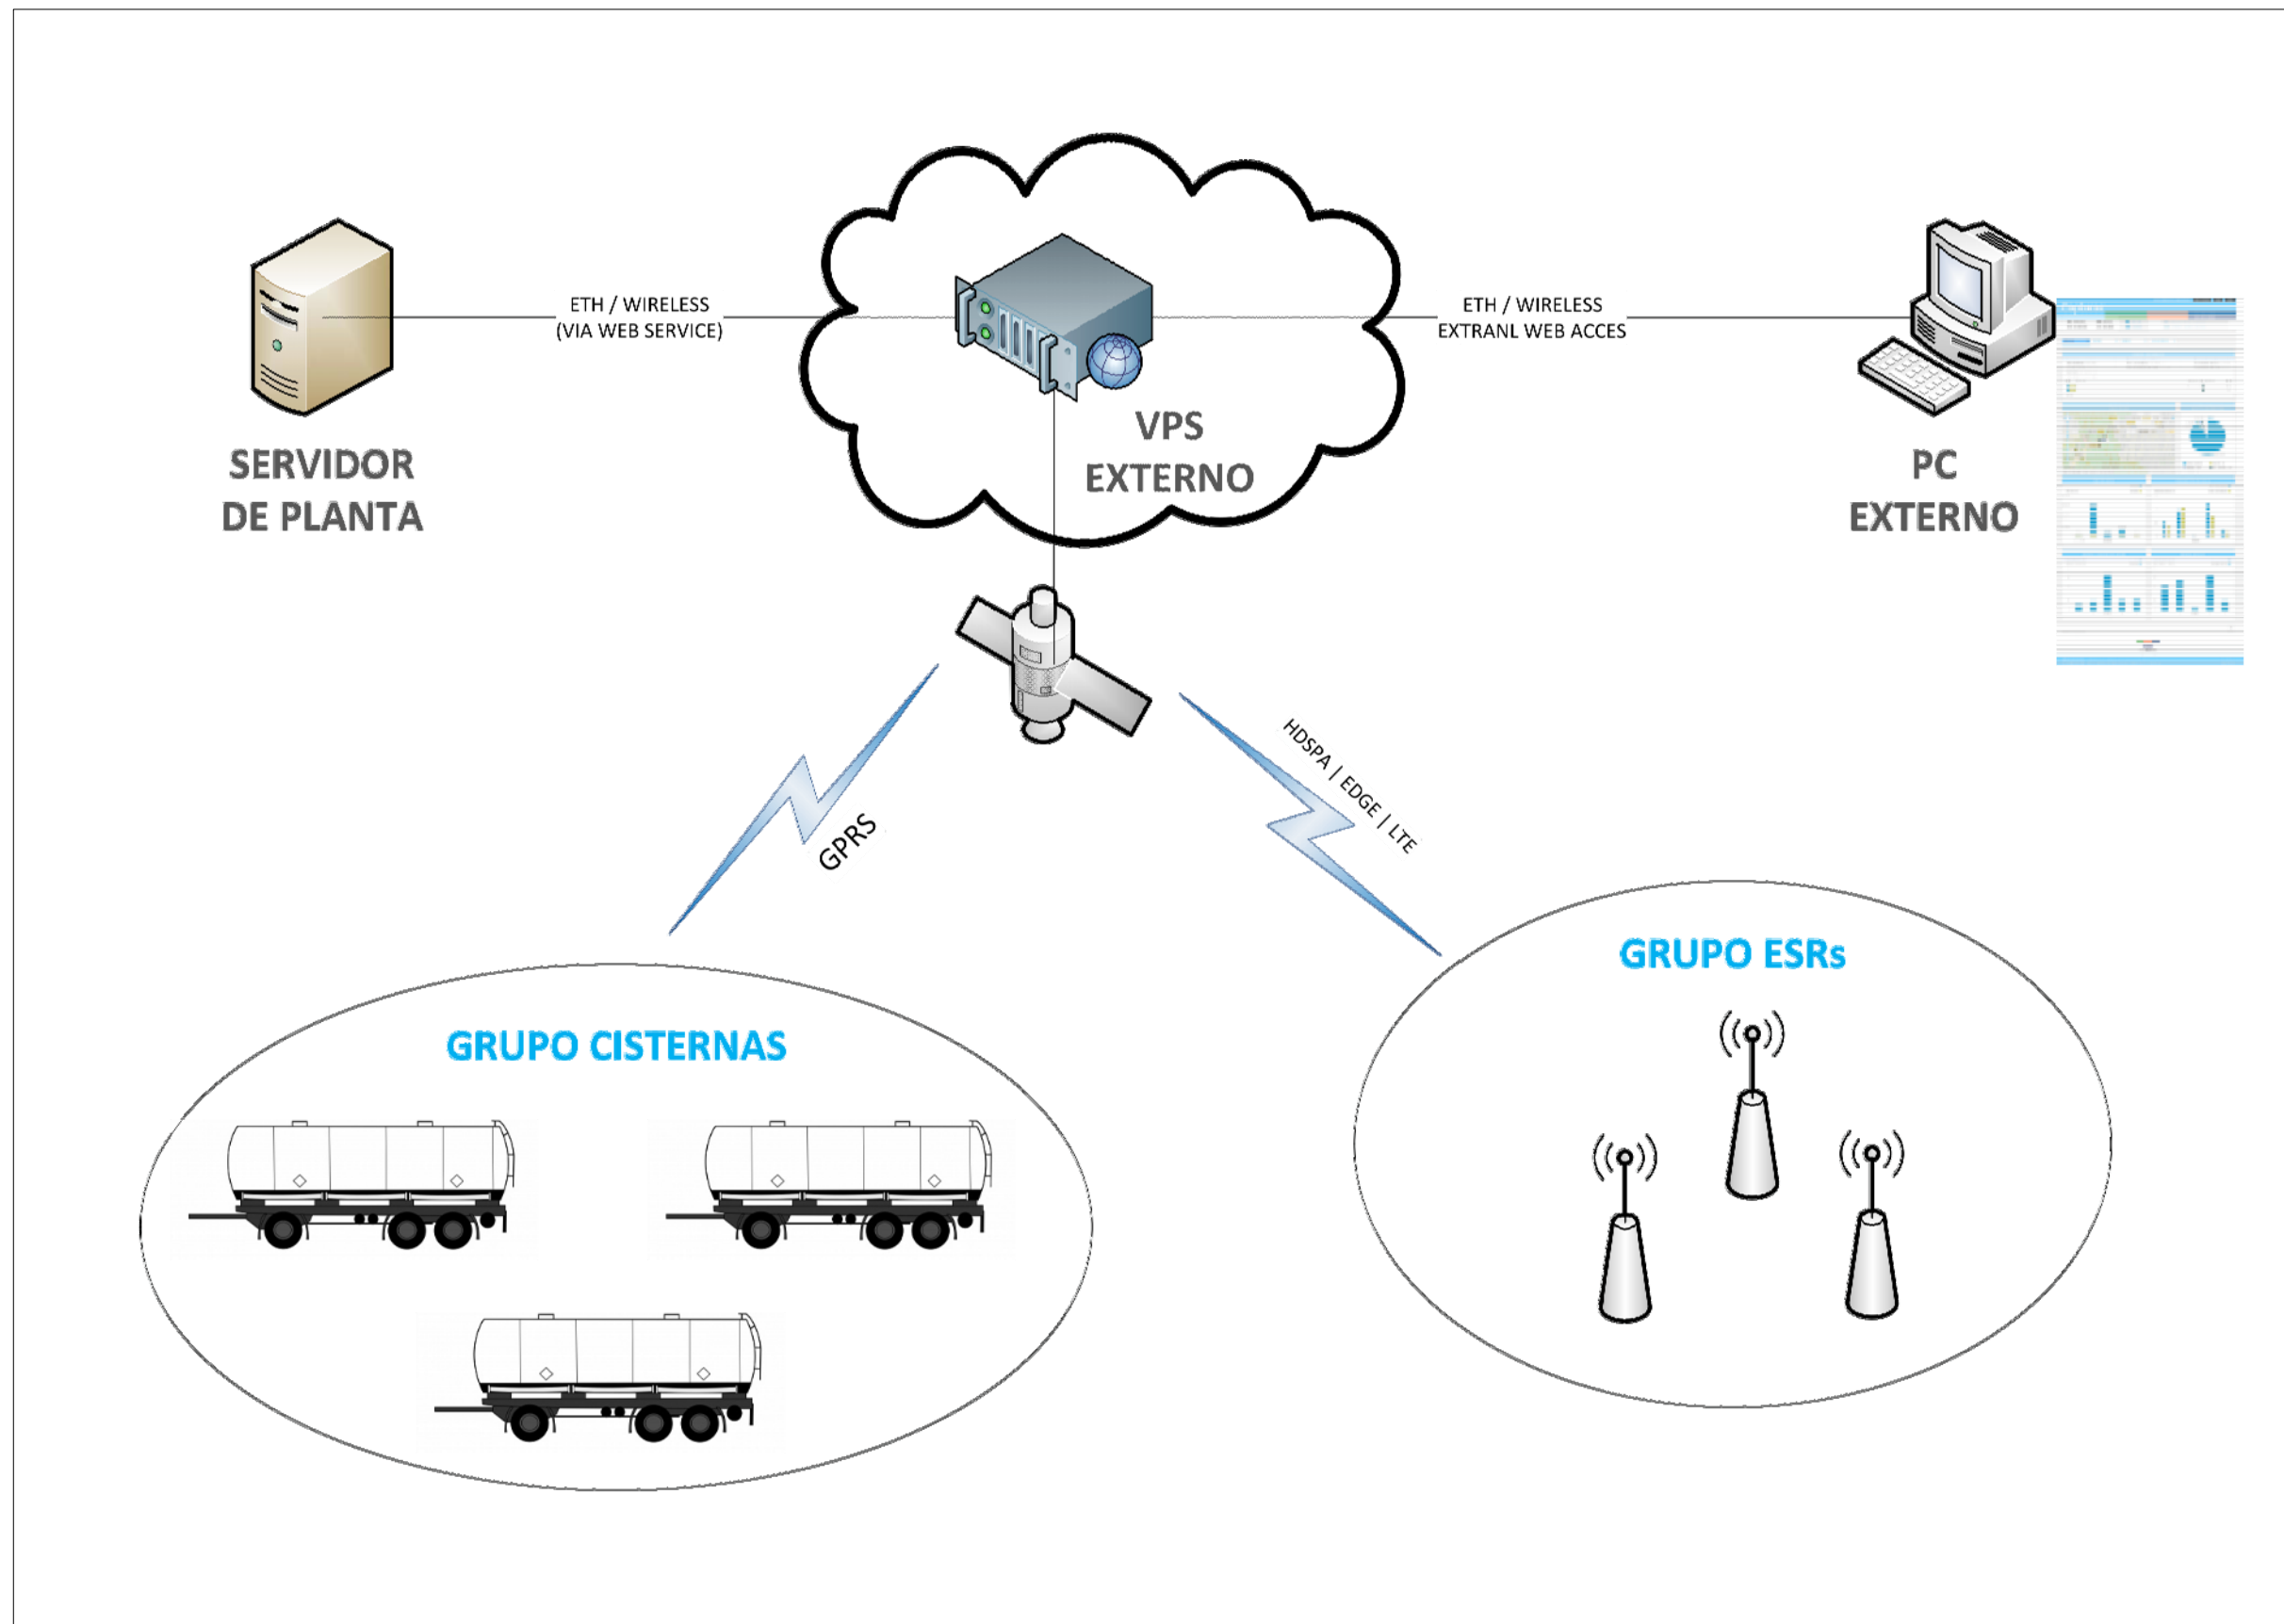 ETH / WIRELESS
(VIA WEB SERVICE)
ETH / WIRELESS
EXTRANL WEB ACCES
VPS
EXTERNO
SERVIDOR
DE PLANTA
PC
EXTERNO
HDSPA | EDGE | LTE
GPRS
GRUPO ESRs
GRUPO CISTERNAS